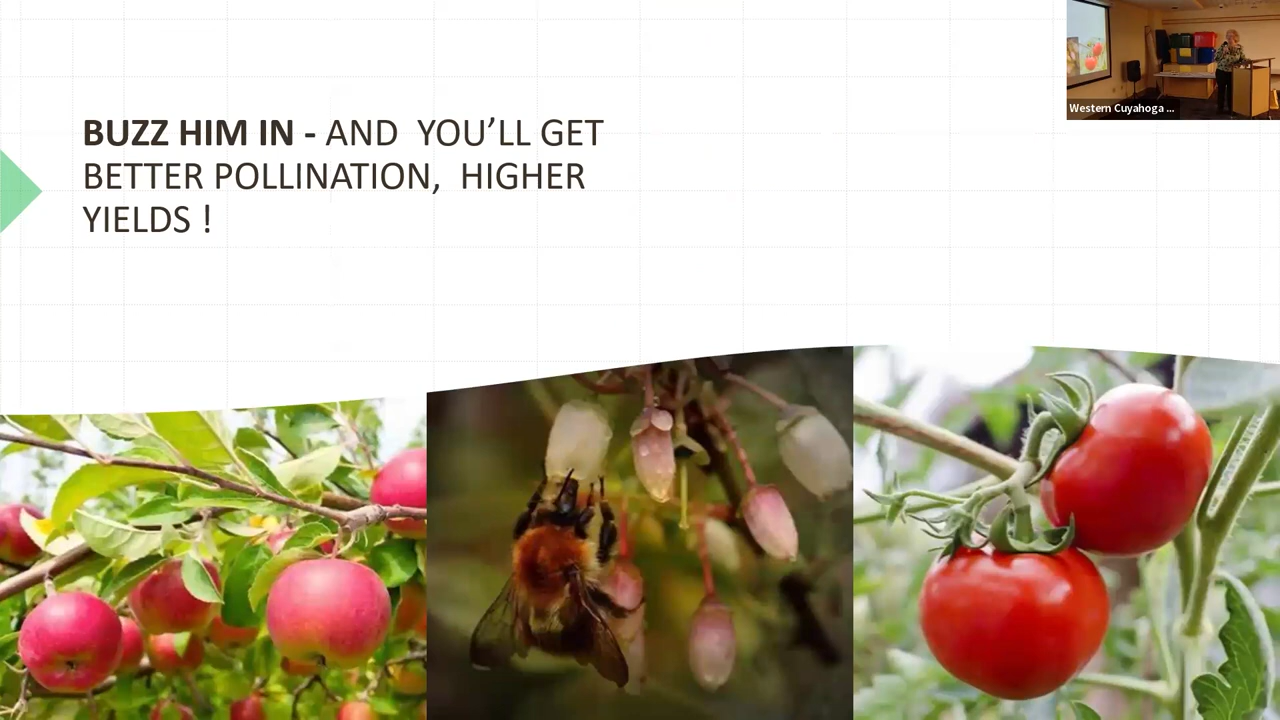 BUZZ HIM IN - AND YOU’LL GET
BETTER POLLINATION, HIGHER
YIELDS !
Western Cuyahoga ...